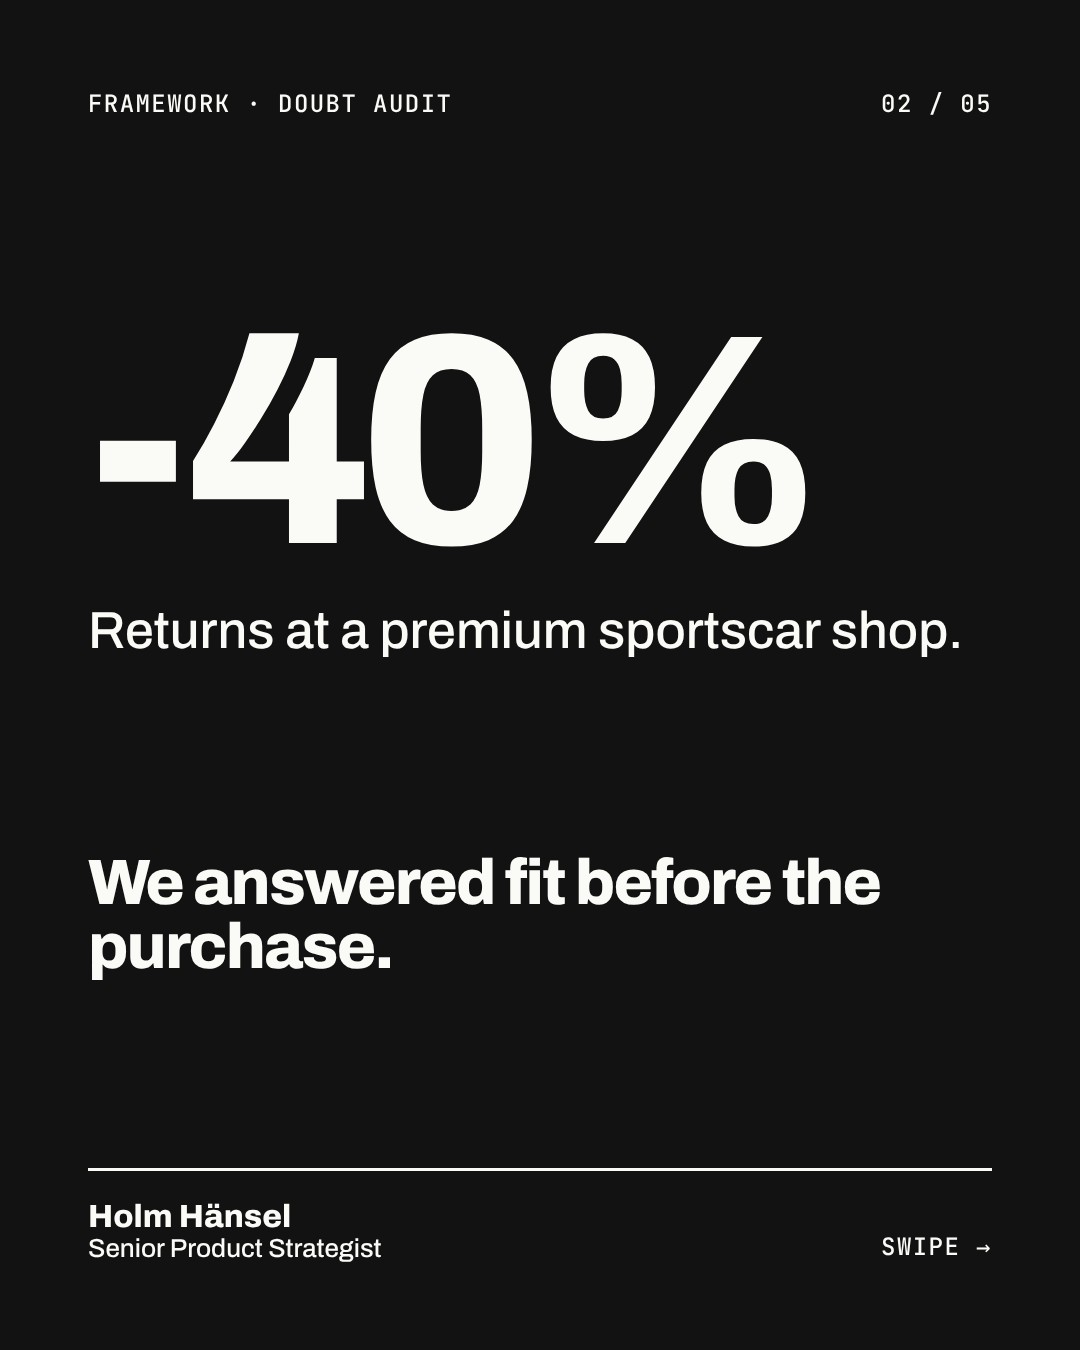 FRAMEWORK · DOUBT AUDIT
02 / 05
-40%
Returns at a premium sportscar shop.
We answered fit before the
purchase.
Holm Hänsel
Senior Product Strategist
SWIPE →